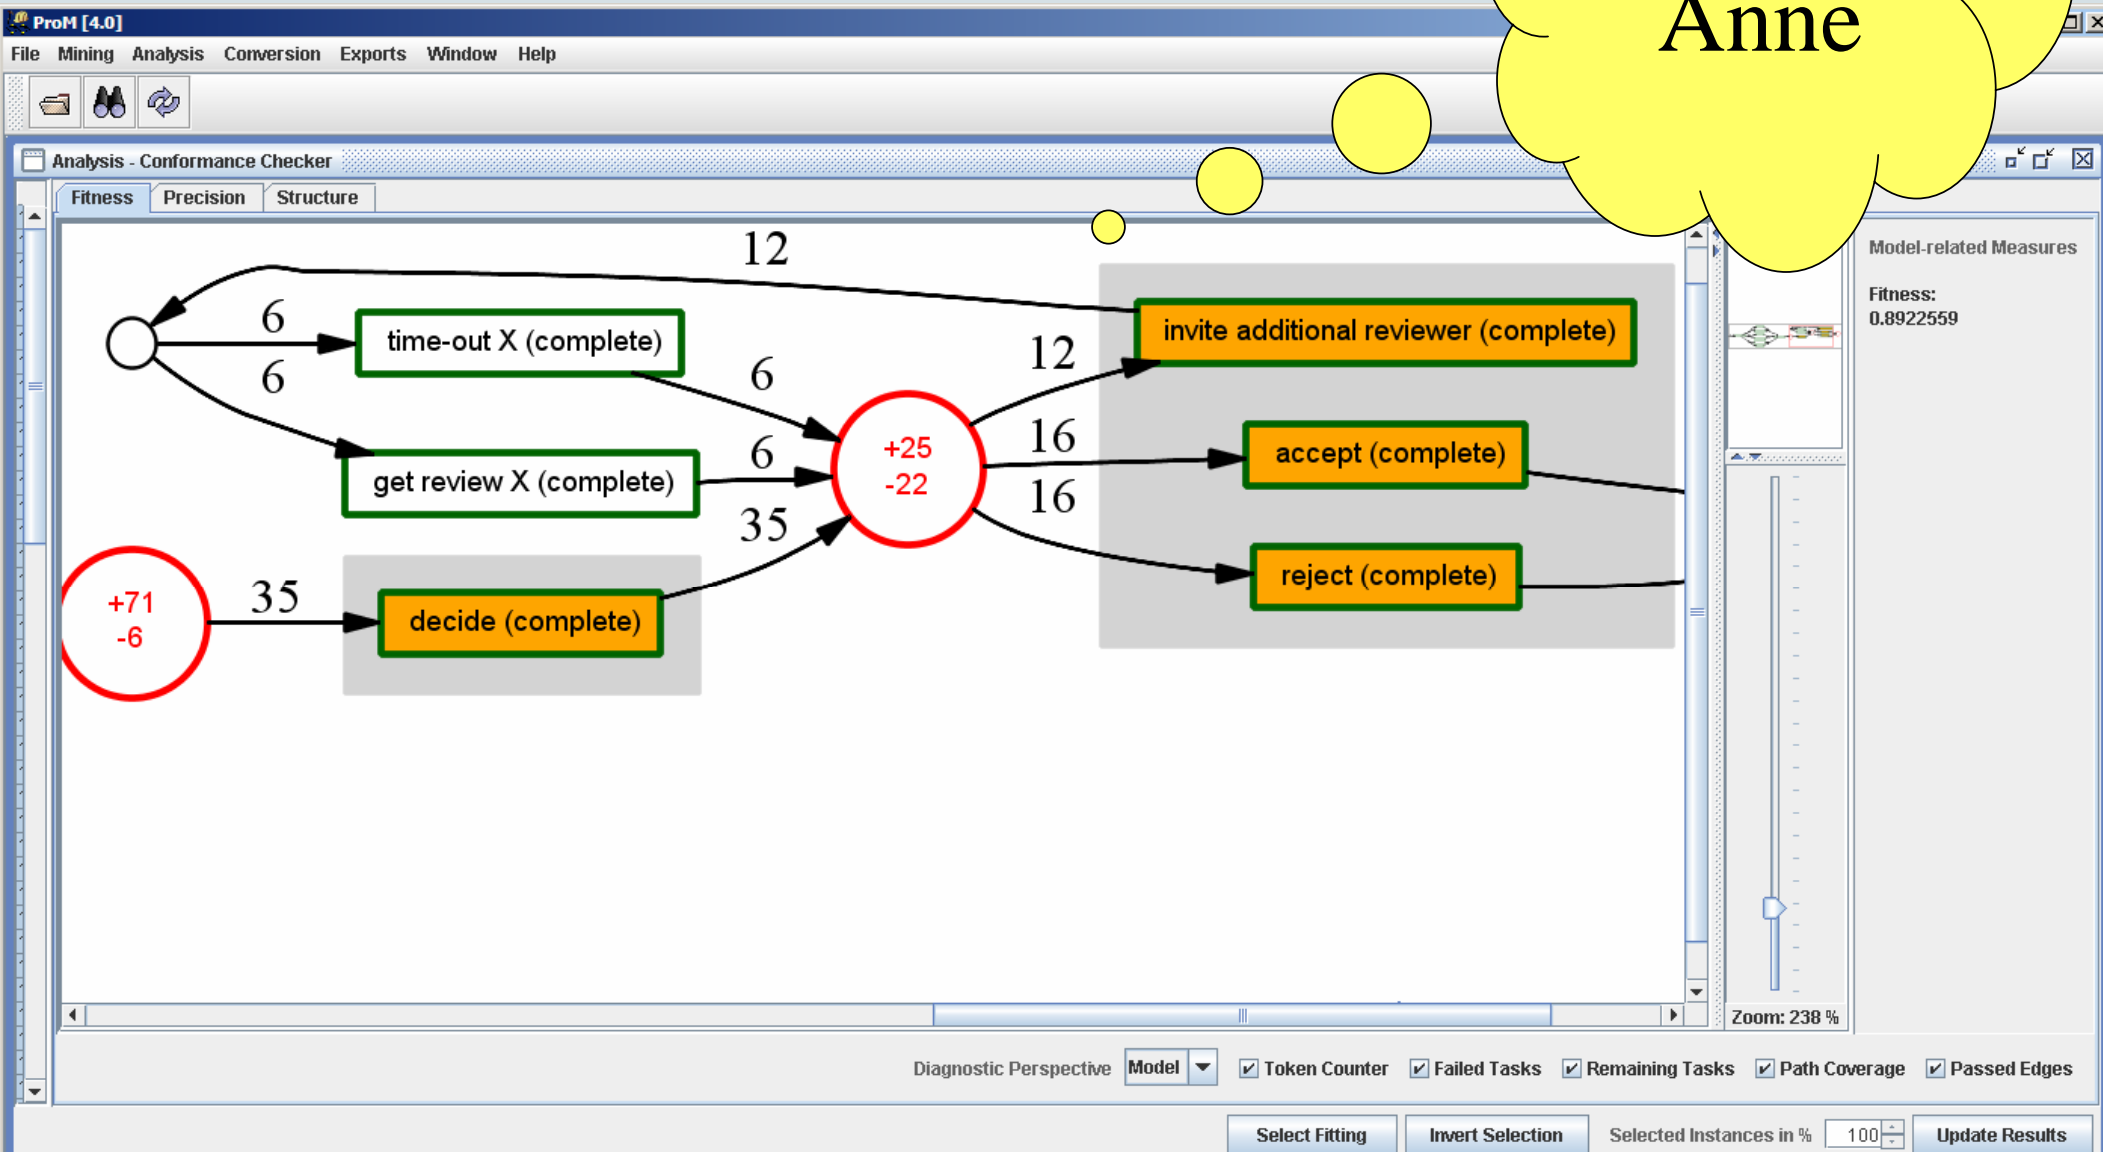 Anne
ProM [4.0]
File Mining Analysis Conversion Exports Window Help
Analysis - Conformance Checker
Fitness Precision Structure
12
6
time-out X (complete)
6
6
get review X (complete)
6
35
+71
-6
35
decide (complete)
+25
-22
12
16
16
invite additional reviewer (complete)
accept (complete)
reject (complete)
Model-related Measures
Fitness:
0.8922559
Zoom: 238 %
Diagnostic Perspective Model Token Counter Failed Tasks Remaining Tasks Path Coverage Passed Edges
Select Fitting Invert Selection Selected Instances in % 100 Update Results